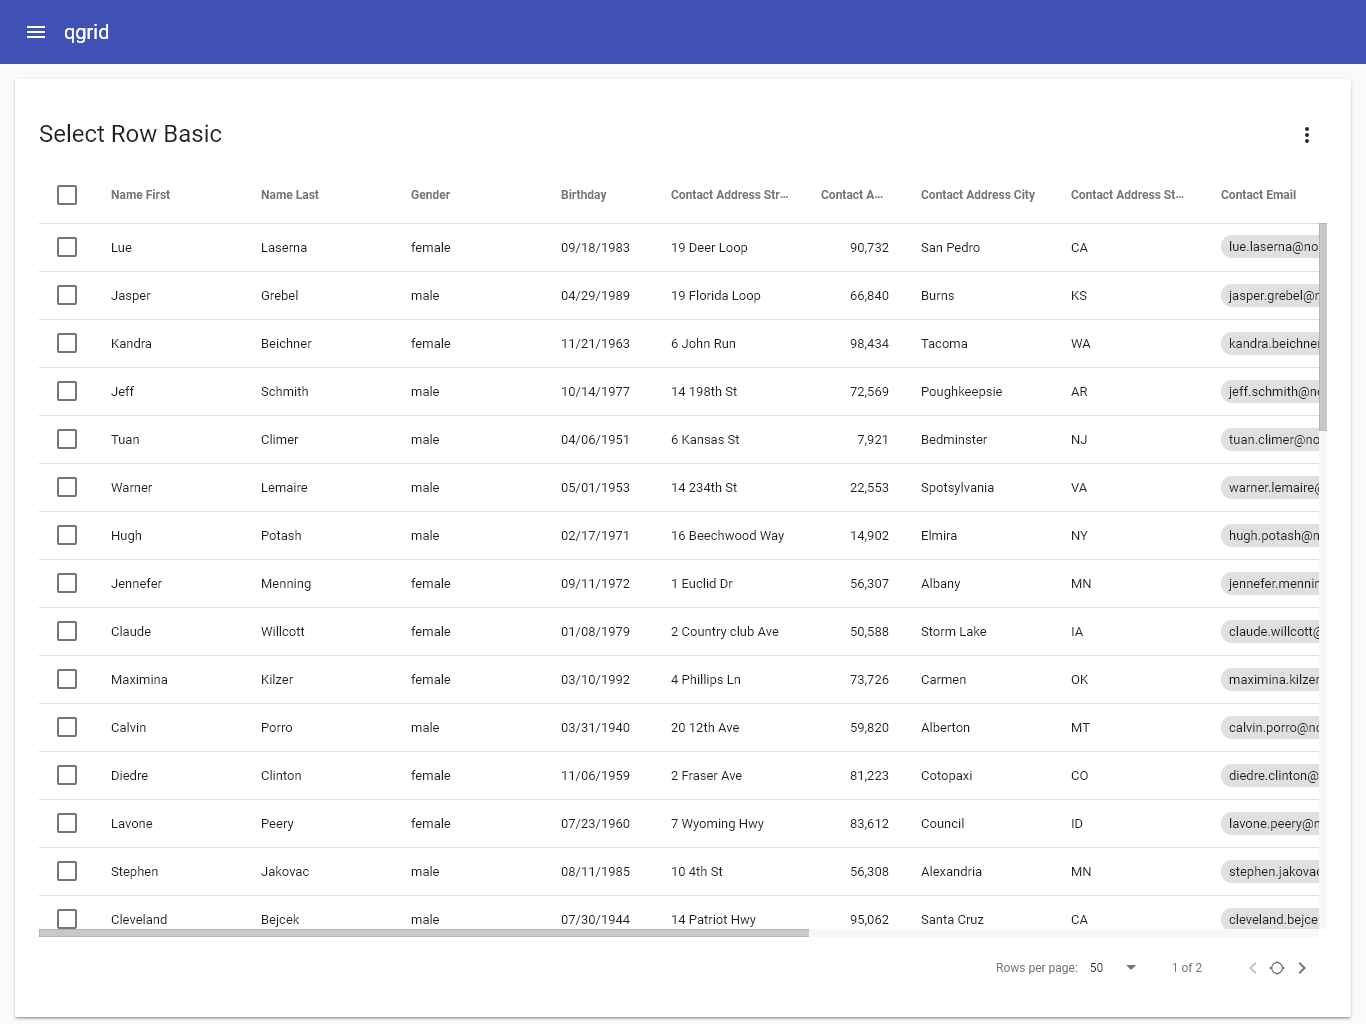 qgrid
Select Row Basic
Name First Name Last Gender Birthday Contact Address Str... Contact A... Contact Address City Contact Address St... Contact Email
Lue Laserna female 09/18/1983 19 Deer Loop 90,732 San Pedro CA lue.laserna@no
Jasper Grebel male 04/29/1989 19 Florida Loop 66,840 Burns KS jasper.grebel@n
Kandra Beichner female 11/21/1963 6 John Run 98,434 Tacoma WA kandra.beichner
Jeff Schmith male 10/14/1977 14 198th St 72,569 Poughkeepsie AR jeff.schmith@no
Tuan Climer male 04/06/1951 6 Kansas St 7,921 Bedminster NJ tuan.climer@no
Warner Lemaire male 05/01/1953 14 234th St 22,553 Spotsylvania VA warner.lemaire@
Hugh Potash male 02/17/1971 16 Beechwood Way 14,902 Elmira NY hugh.potash@n
Jennefer Menning female 09/11/1972 1 Euclid Dr 56,307 Albany MN jennefer.mennin
Claude Willcott female 01/08/1979 2 Country club Ave 50,588 Storm Lake IA claude.willcott@
Maximina Kilzer female 03/10/1992 4 Phillips Ln 73,726 Carmen OK maximina.kilzer
Calvin Porro male 03/31/1940 20 12th Ave 59,820 Alberton MT calvin.porro@no
Diedre Clinton female 11/06/1959 2 Fraser Ave 81,223 Cotopaxi CO diedre.clinton@
Lavone Peery female 07/23/1960 7 Wyoming Hwy 83,612 Council ID lavone.peery@n
Stephen Jakovac male 08/11/1985 10 4th St 56,308 Alexandria MN stephen.jakovac
Cleveland Bejcek male 07/30/1944 14 Patriot Hwy 95,062 Santa Cruz CA cleveland.bejce
Rows per page: 50 1 of 2